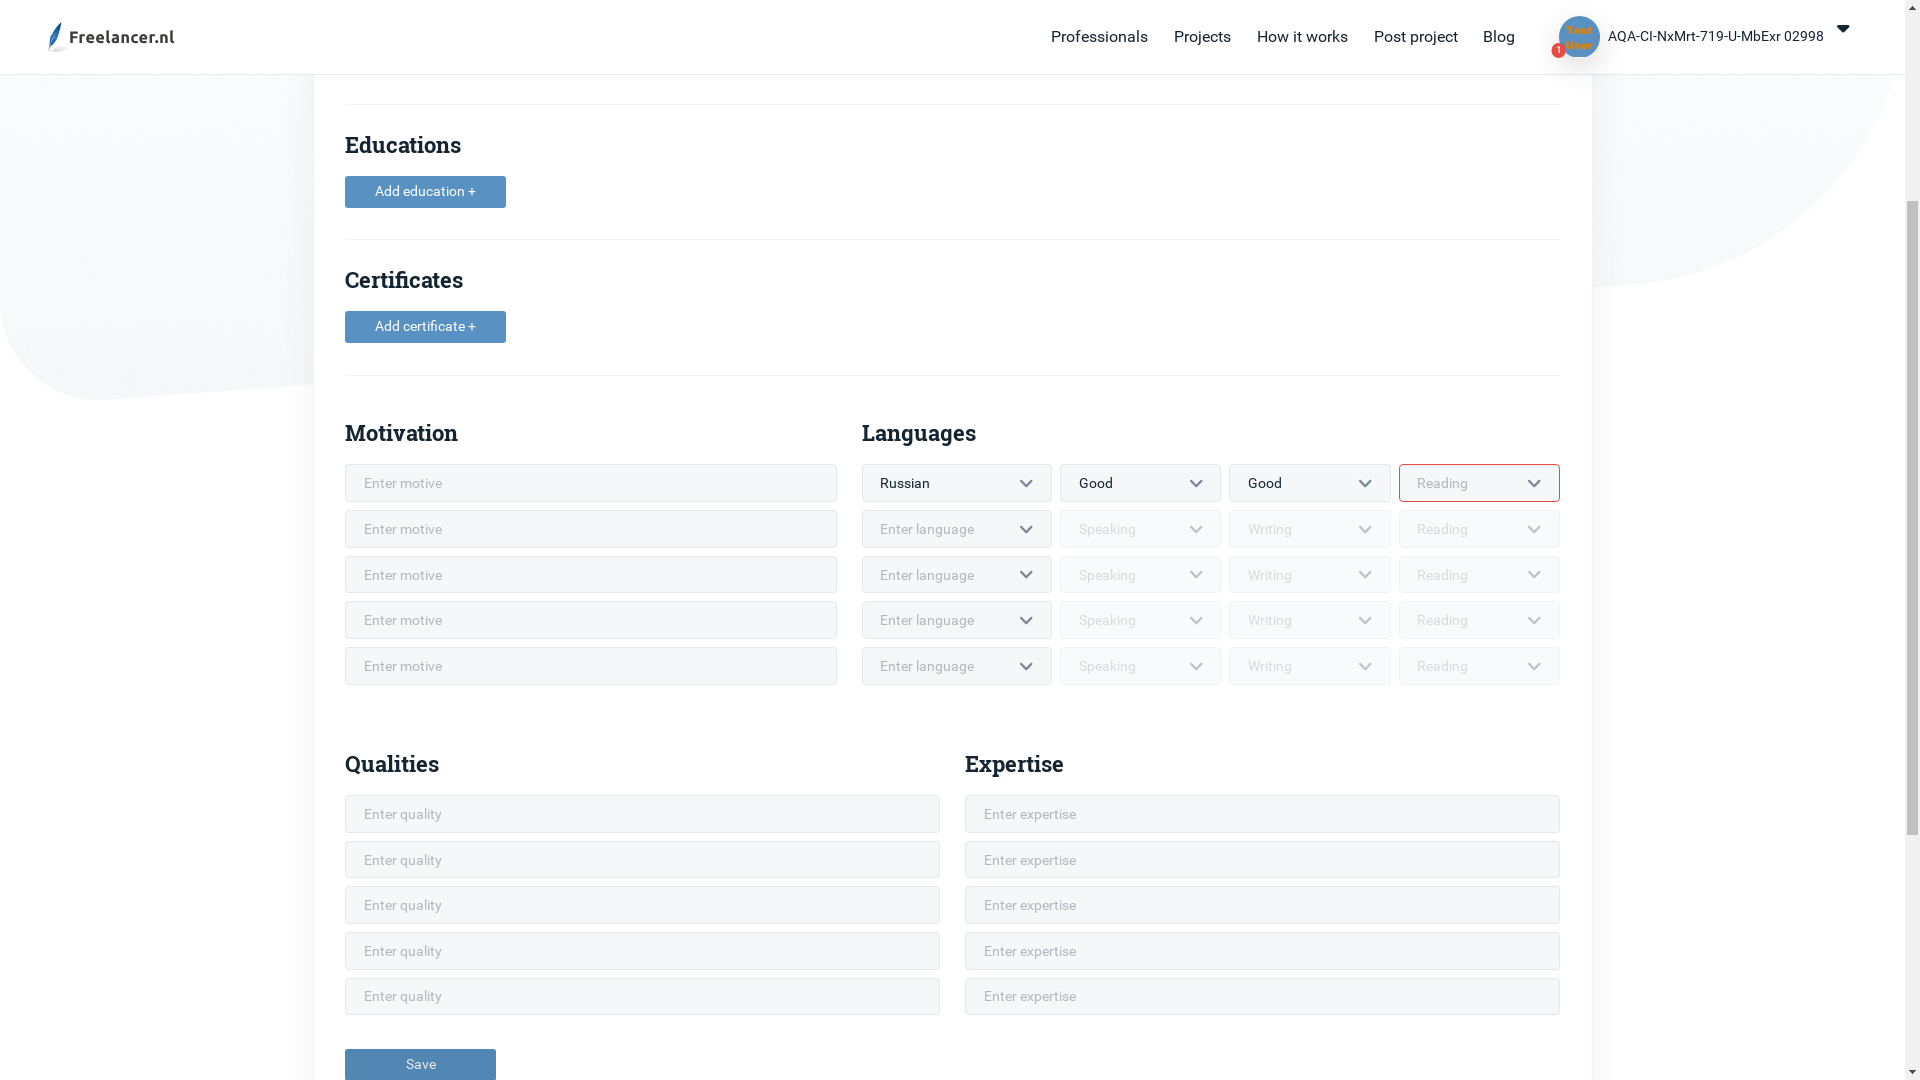 Freelancer.nl
Professionals Projects How it works Post project Blog
1
Test User
AQA-CI-NxMrt-719-U-MbExr 02998
Educations
Add education +
Certificates
Add certificate +
Motivation
Enter motive
Enter motive
Enter motive
Enter motive
Enter motive
Languages
Russian Good Good Reading
Enter language Speaking Writing Reading
Enter language Speaking Writing Reading
Enter language Speaking Writing Reading
Enter language Speaking Writing Reading
Qualities
Enter quality
Enter quality
Enter quality
Enter quality
Enter quality
Expertise
Enter expertise
Enter expertise
Enter expertise
Enter expertise
Enter expertise
Save